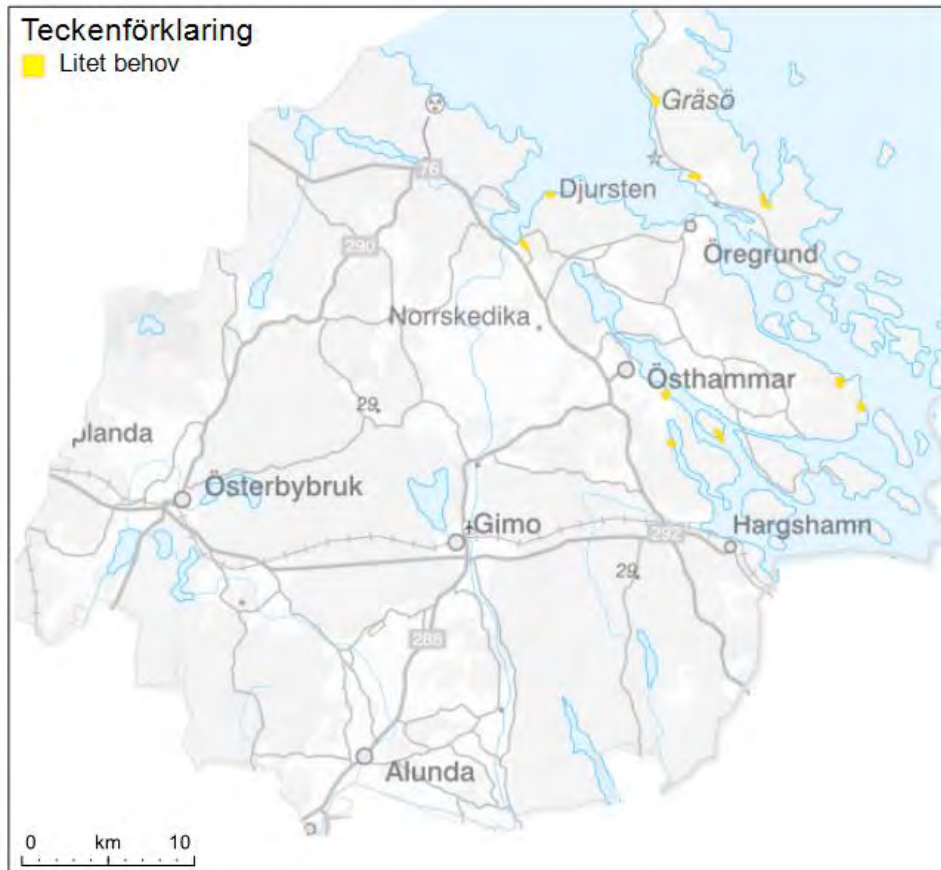 Teckenförklaring
Litet behov
Gräsö
76
Djursten
290
Öregrund
Norrskedika
Östhammar
29
planda
Österbybruk
Gimo
292
Hargshamn
29
288
Alunda
0 km 10